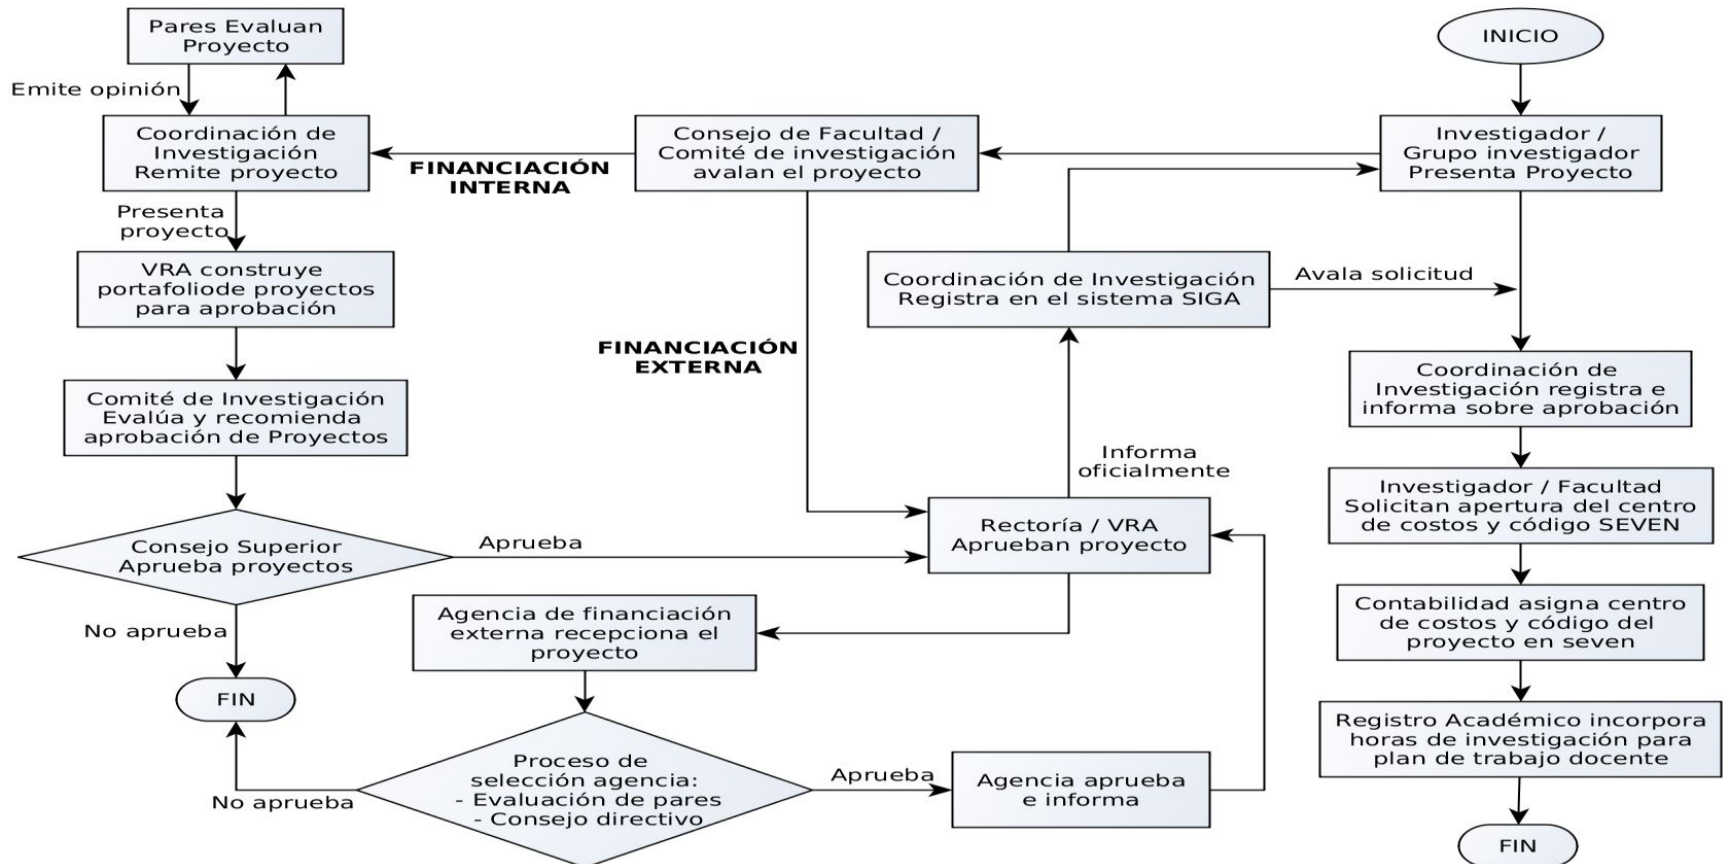 Pares Evaluan
Proyecto
INICIO
Emite opinión
Coordinación de
Investigación
Remite proyecto
FINANCIACIÓN
INTERNA
Consejo de Facultad /
Comité de investigación
avalan el proyecto
Investigador /
Grupo investigador
Presenta Proyecto
Presenta
proyecto
VRA construye
portafoliode proyectos
para aprobación
Coordinación de Investigación
Registra en el sistema SIGA
Avala solicitud
FINANCIACIÓN
EXTERNA
Coordinación de
Investigación registra e
informa sobre aprobación
Comité de Investigación
Evalúa y recomienda
aprobación de Proyectos
Informa
oficialmente
Investigador / Facultad
Solicitan apertura del centro
de costos y código SEVEN
Consejo Superior
Aprueba proyectos
Aprueba
Rectoría / VRA
Aprueban proyecto
No aprueba
Agencia de financiación
externa recepciona el
proyecto
Contabilidad asigna centro
de costos y código del
proyecto en seven
FIN
Registro Académico incorpora
horas de investigación para
plan de trabajo docente
Proceso de
selección agencia:
- Evaluación de pares
- Consejo directivo
No aprueba
Aprueba
Agencia aprueba
e informa
FIN